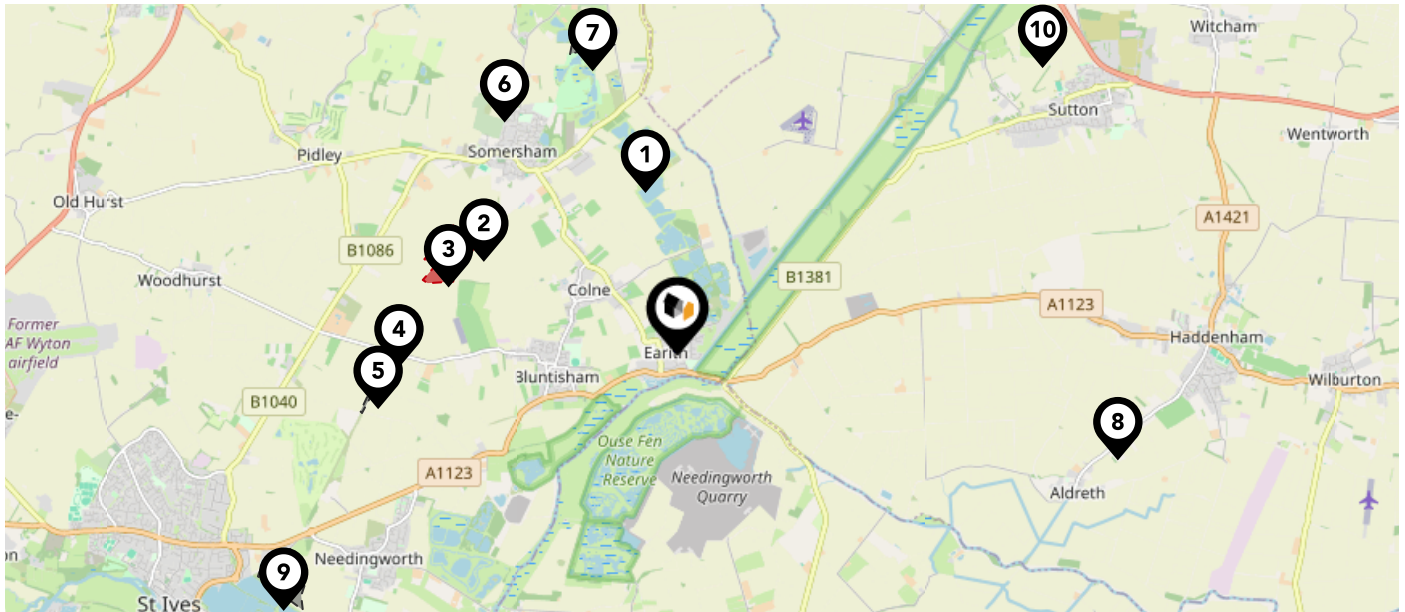 7
10
Witcham
6
Sutton
Wentworth
1
Pidley
Somersham
Old Hurst
2
A1421
3
B1086
Woodhurst
Colne
B1381
A1123
4
Former
AF Wyton
airfield
Haddenham
Earith
5
Bluntisham
Wilburton
e-
B1040
8
Ouse Fen
Nature
Reserve
A1123
Needingworth
Quarry
Aldreth
on
Needingworth
9
St Ives